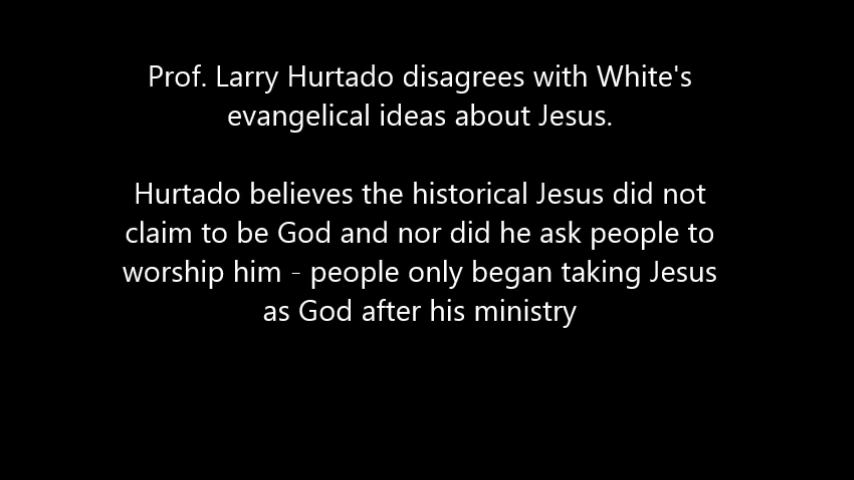 Prof. Larry Hurtado disagrees with White's
evangelical ideas about Jesus.
Hurtado believes the historical Jesus did not
claim to be God and nor did he ask people to
worship him - people only began taking Jesus
as God after his ministry